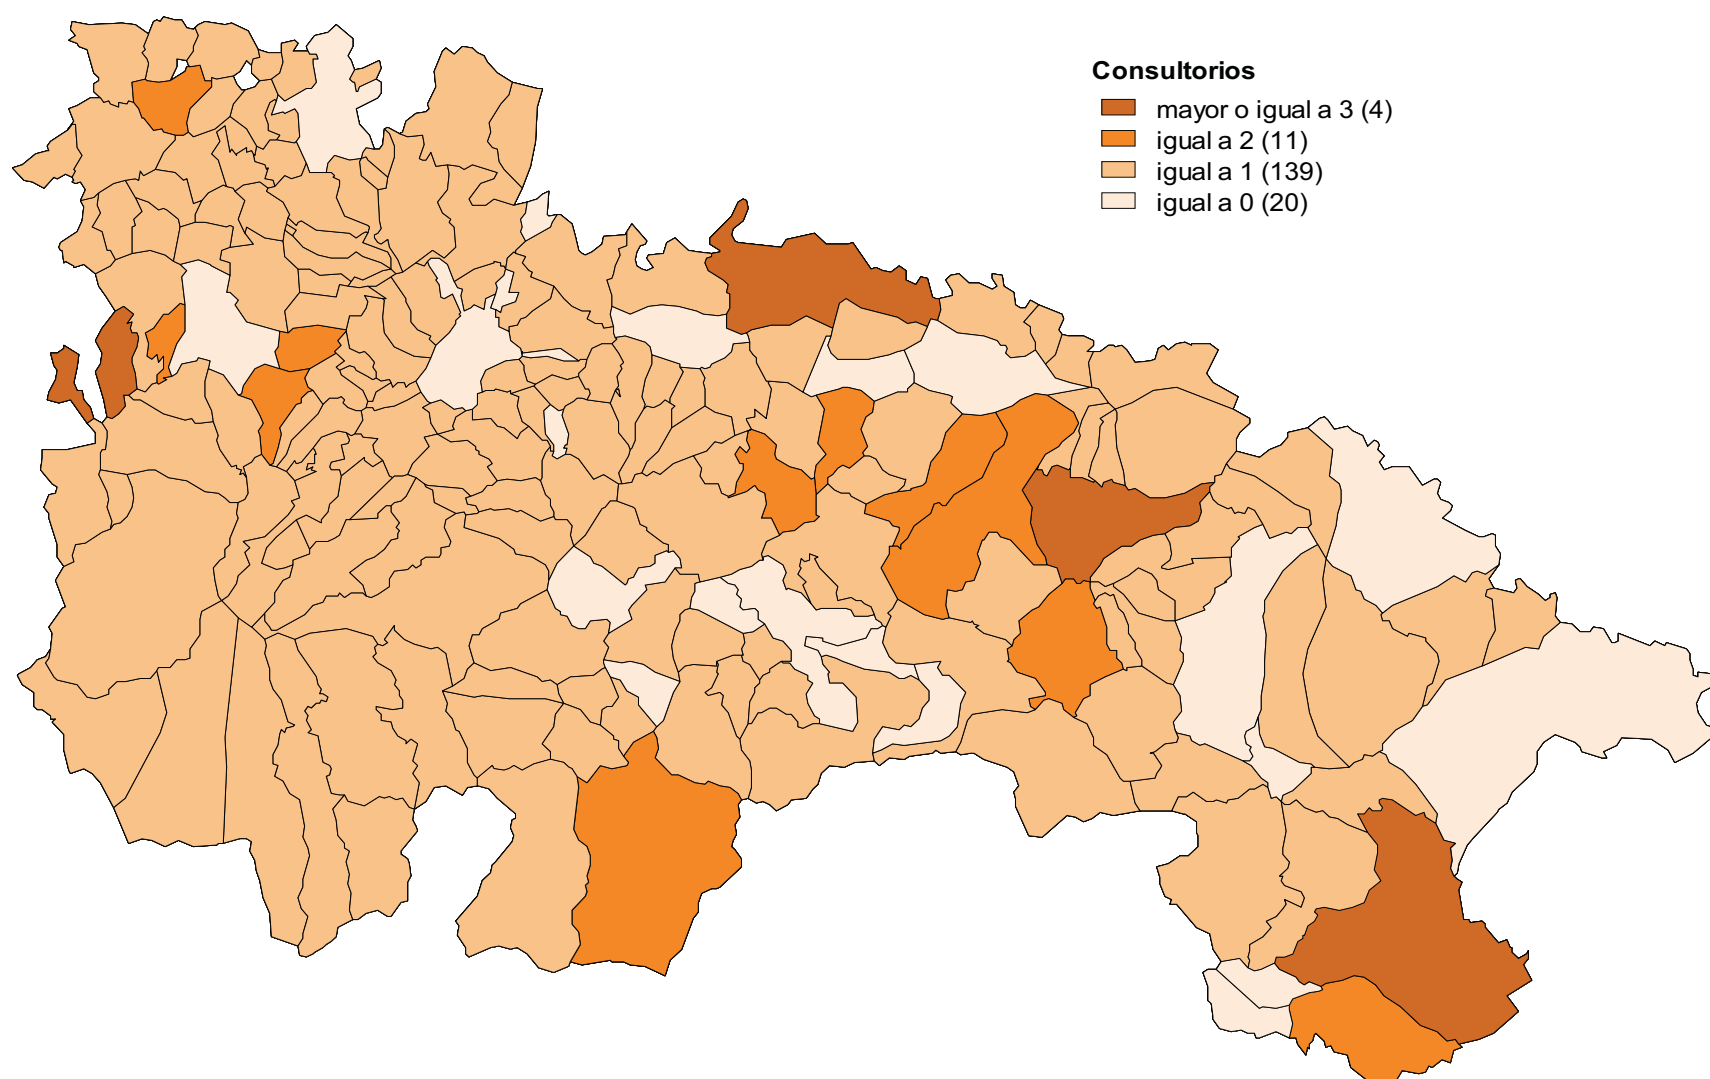 Consultorios
mayor o igual a 3 (4)
igual a 2 (11)
igual a 1 (139)
igual a 0 (20)